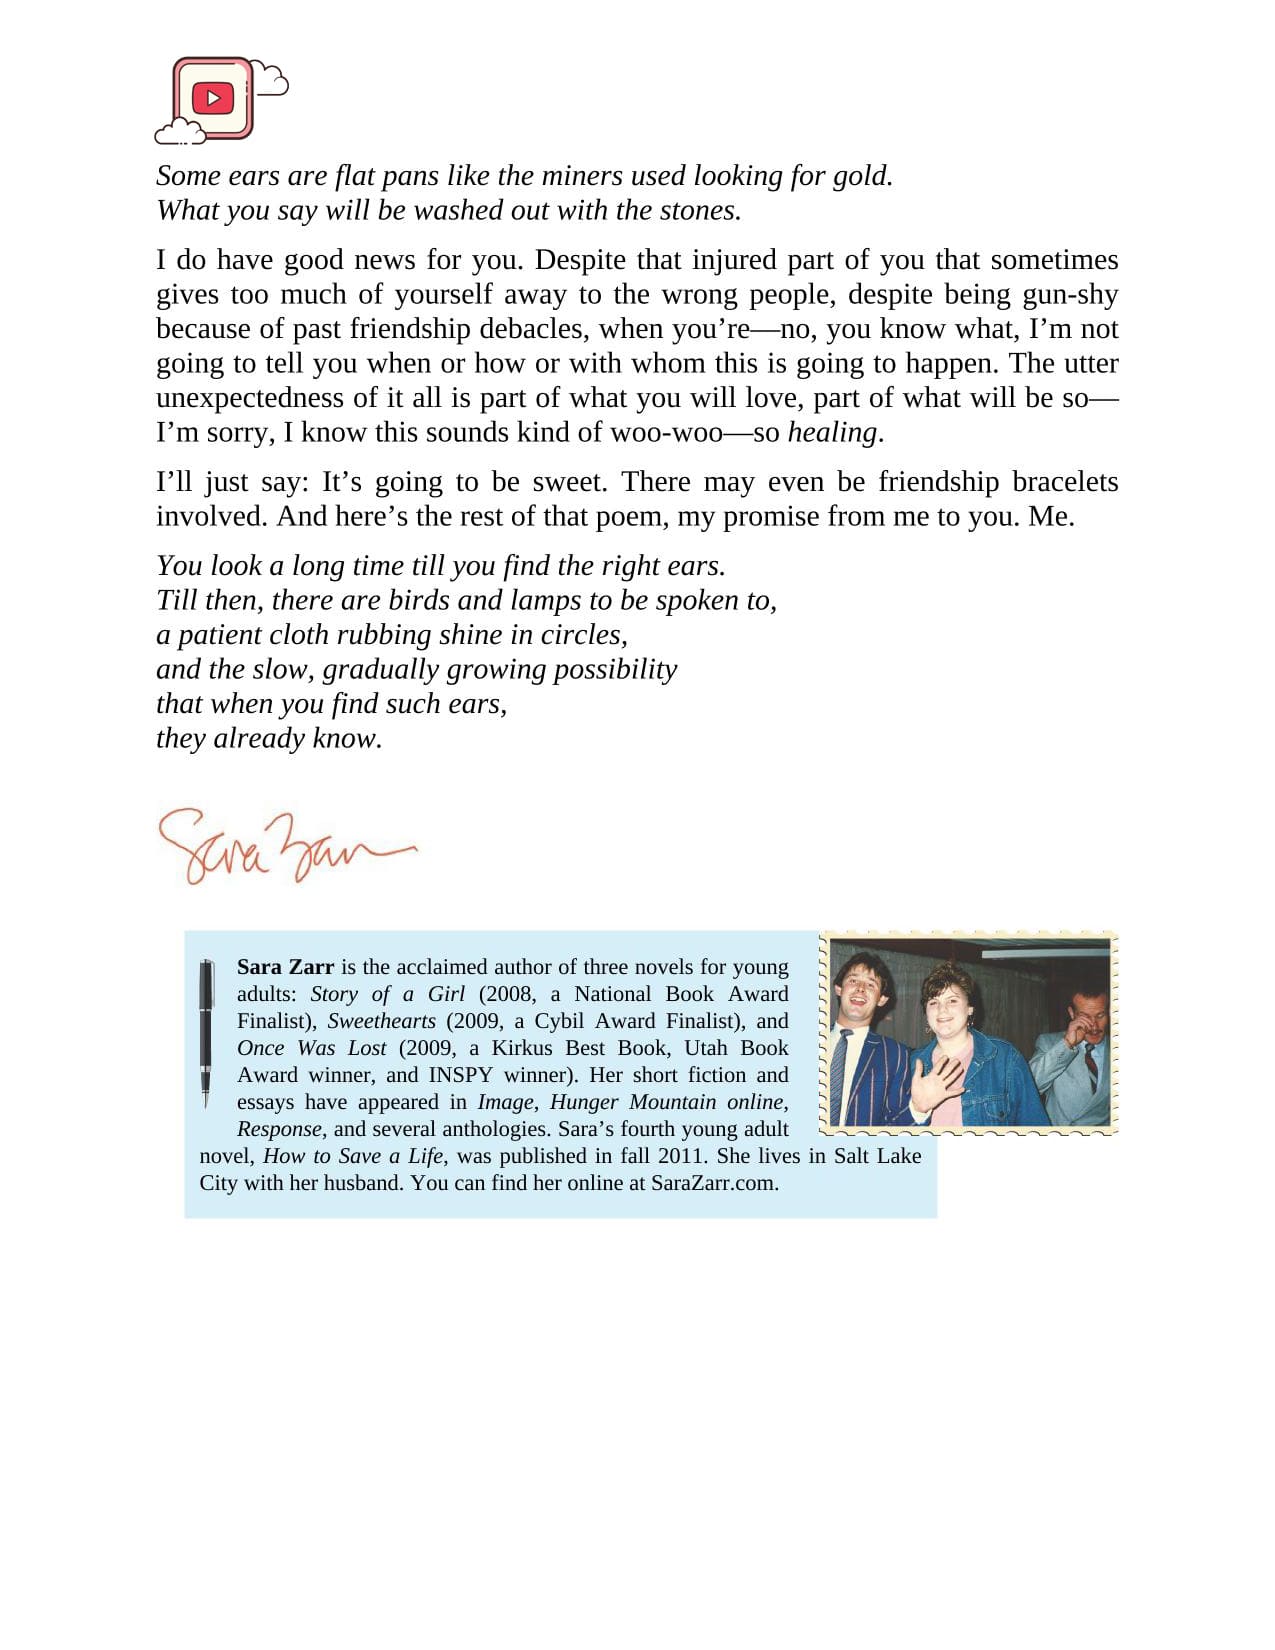 Some ears are flat pans like the miners used looking for gold.
What you say will be washed out with the stones.
I do have good news for you. Despite that injured part of you that sometimes
gives too much of yourself away to the wrong people, despite being gun-shy
because of past friendship debacles, when you’re—no, you know what, I’m not
going to tell you when or how or with whom this is going to happen. The utter
unexpectedness of it all is part of what you will love, part of what will be so—
I’m sorry, I know this sounds kind of woo-woo—so healing.
I’ll just say: It’s going to be sweet. There may even be friendship bracelets
involved. And here’s the rest of that poem, my promise from me to you. Me.
You look a long time till you find the right ears.
Till then, there are birds and lamps to be spoken to,
a patient cloth rubbing shine in circles,
and the slow, gradually growing possibility
that when you find such ears,
they already know.
Sara Zarr
Sara Zarr is the acclaimed author of three novels for young
adults: Story of a Girl (2008, a National Book Award
Finalist), Sweethearts (2009, a Cybil Award Finalist), and
Once Was Lost (2009, a Kirkus Best Book, Utah Book
Award winner, and INSPY winner). Her short fiction and
essays have appeared in Image, Hunger Mountain online,
Response, and several anthologies. Sara’s fourth young adult
novel, How to Save a Life, was published in fall 2011. She lives in Salt Lake
City with her husband. You can find her online at SaraZarr.com.